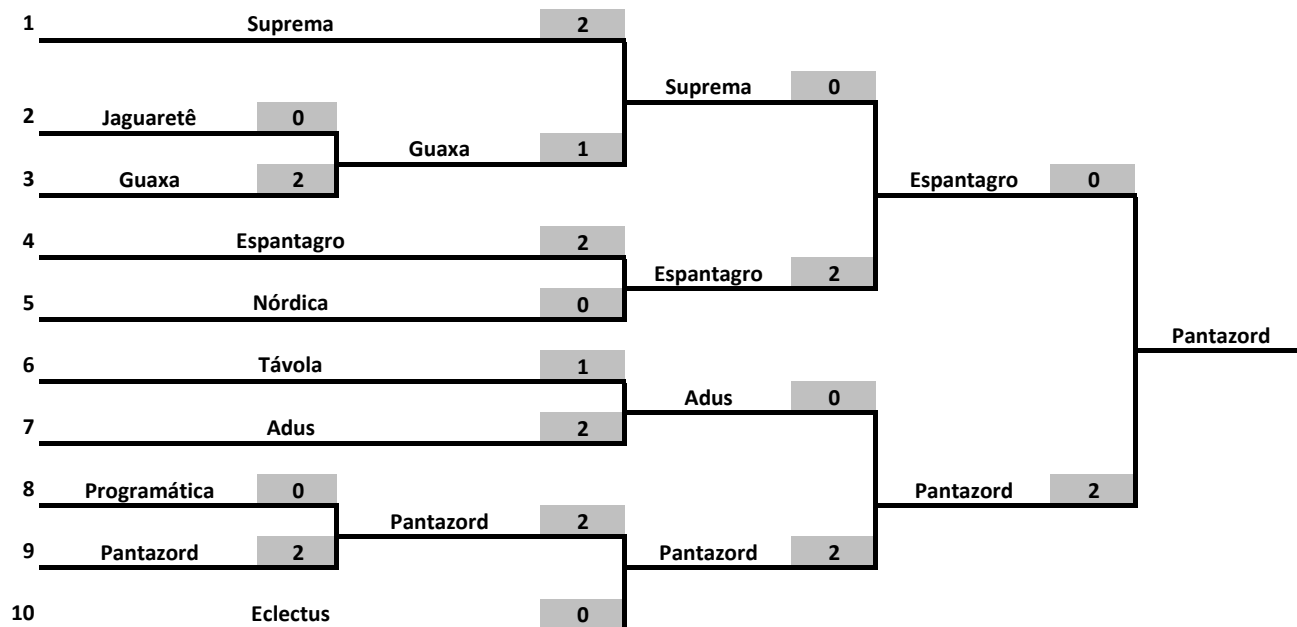 1 Suprema 2
Suprema 0
2 Jaguaretê 0
Guaxa 1
3 Guaxa 2
Espantagro 0
4 Espantagro 2
Espantagro 2
5 Nórdica 0
Pantazord
6 Távola 1
Adus 0
7 Adus 2
8 Programática 0
Pantazord 2
Pantazord 2
9 Pantazord 2
Pantazord 2
10 Eclectus 0